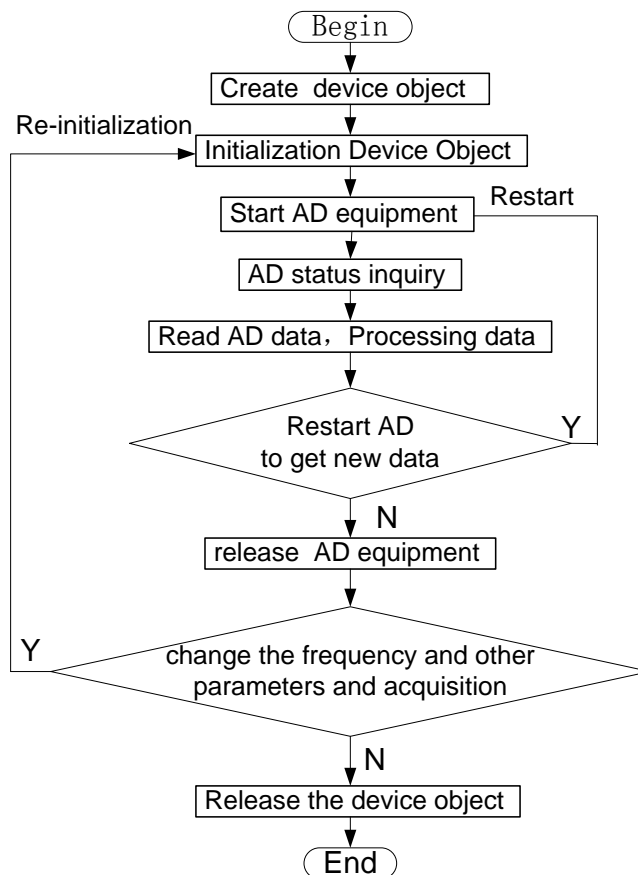 Begin
Create device object
Re-initialization
Initialization Device Object
Start AD equipment
Restart
AD status inquiry
Read AD data，Processing data
Restart AD
to get new data
Y
N
release AD equipment
Y
change the frequency and other
parameters and acquisition
N
Release the device object
End